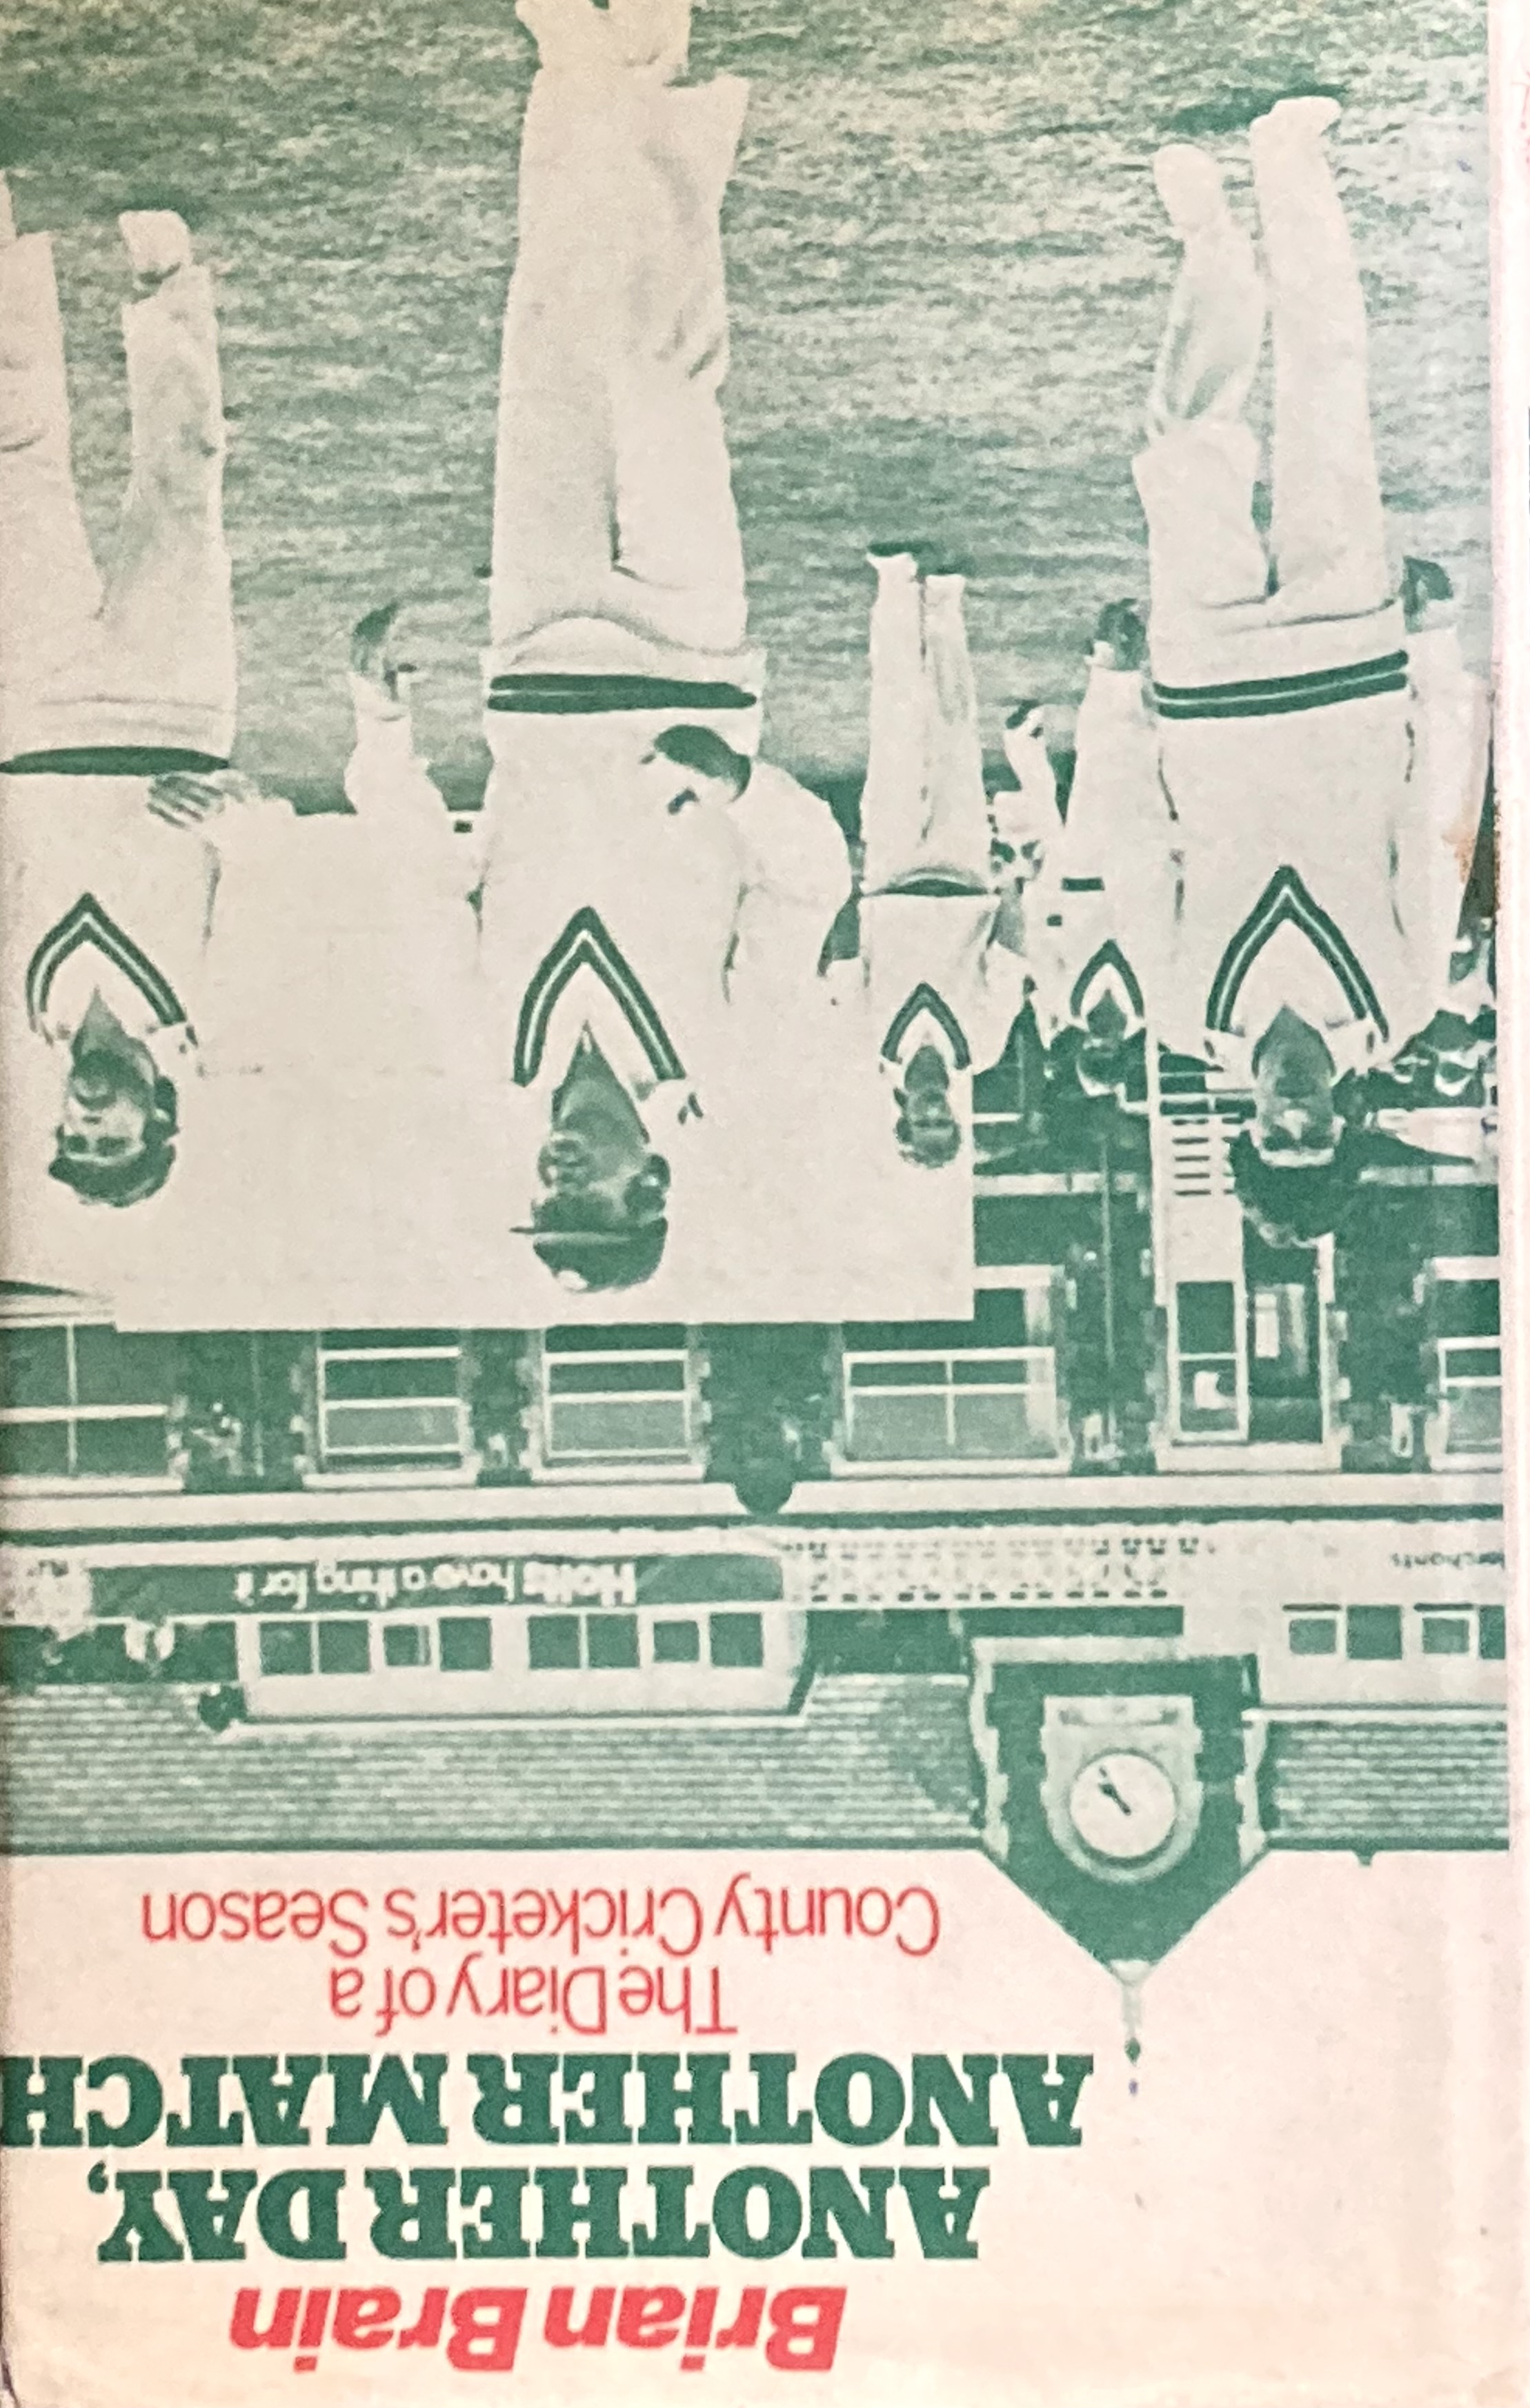 Brian Brain
ANOTHER DAY,
ANOTHER MATCH
The Diary of a
County Cricketer's Season
Holts have a thing for it